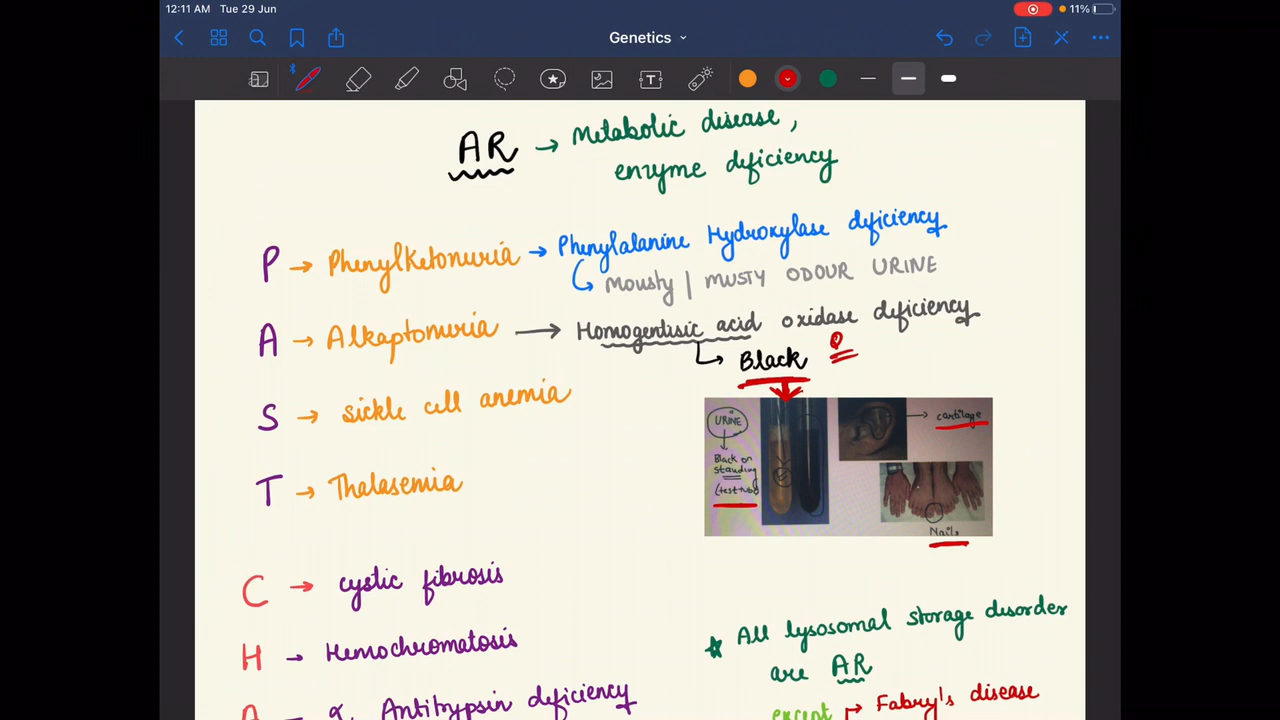 12:11 AM Tue 29 Jun
11%
Genetics
AR → Metabolic disease,
enzyme deficiency
P → Phenylketonuria → Phenylalanine Hydroxylase deficiency
Mousty | MUSTY ODOUR URINE
A → Alkaptonuria → Homogentisic acid oxidase deficiency
Black
URINE
Black on
standing
(test tube)
cartilage
Nails
S → sickle cell anemia
T → Thalasemia
C → cystic fibrosis
H → Hemochromatosis
A - α, Antitrypsin deficiency
★ All lysosomal storage disorder
are AR
except → Fabry's disease